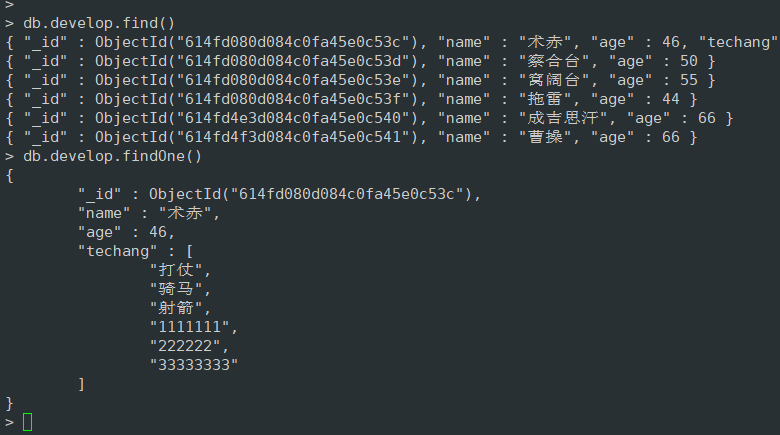 >
> db.develop.find()
{ "_id" : ObjectId("614fd080d084c0fa45e0c53c"), "name" : "术赤", "age" : 46, "techang"
{ "_id" : ObjectId("614fd080d084c0fa45e0c53d"), "name" : "察合台", "age" : 50 }
{ "_id" : ObjectId("614fd080d084c0fa45e0c53e"), "name" : "窝阔台", "age" : 55 }
{ "_id" : ObjectId("614fd080d084c0fa45e0c53f"), "name" : "拖雷", "age" : 44 }
{ "_id" : ObjectId("614fd4e3d084c0fa45e0c540"), "name" : "成吉思汗", "age" : 66 }
{ "_id" : ObjectId("614fd4f3d084c0fa45e0c541"), "name" : "曹操", "age" : 66 }
> db.develop.findOne()
{
        "_id" : ObjectId("614fd080d084c0fa45e0c53c"),
        "name" : "术赤",
        "age" : 46,
        "techang" : [
                "打仗",
                "骑马",
                "射箭",
                "1111111",
                "222222",
                "33333333"
        ]
}
>